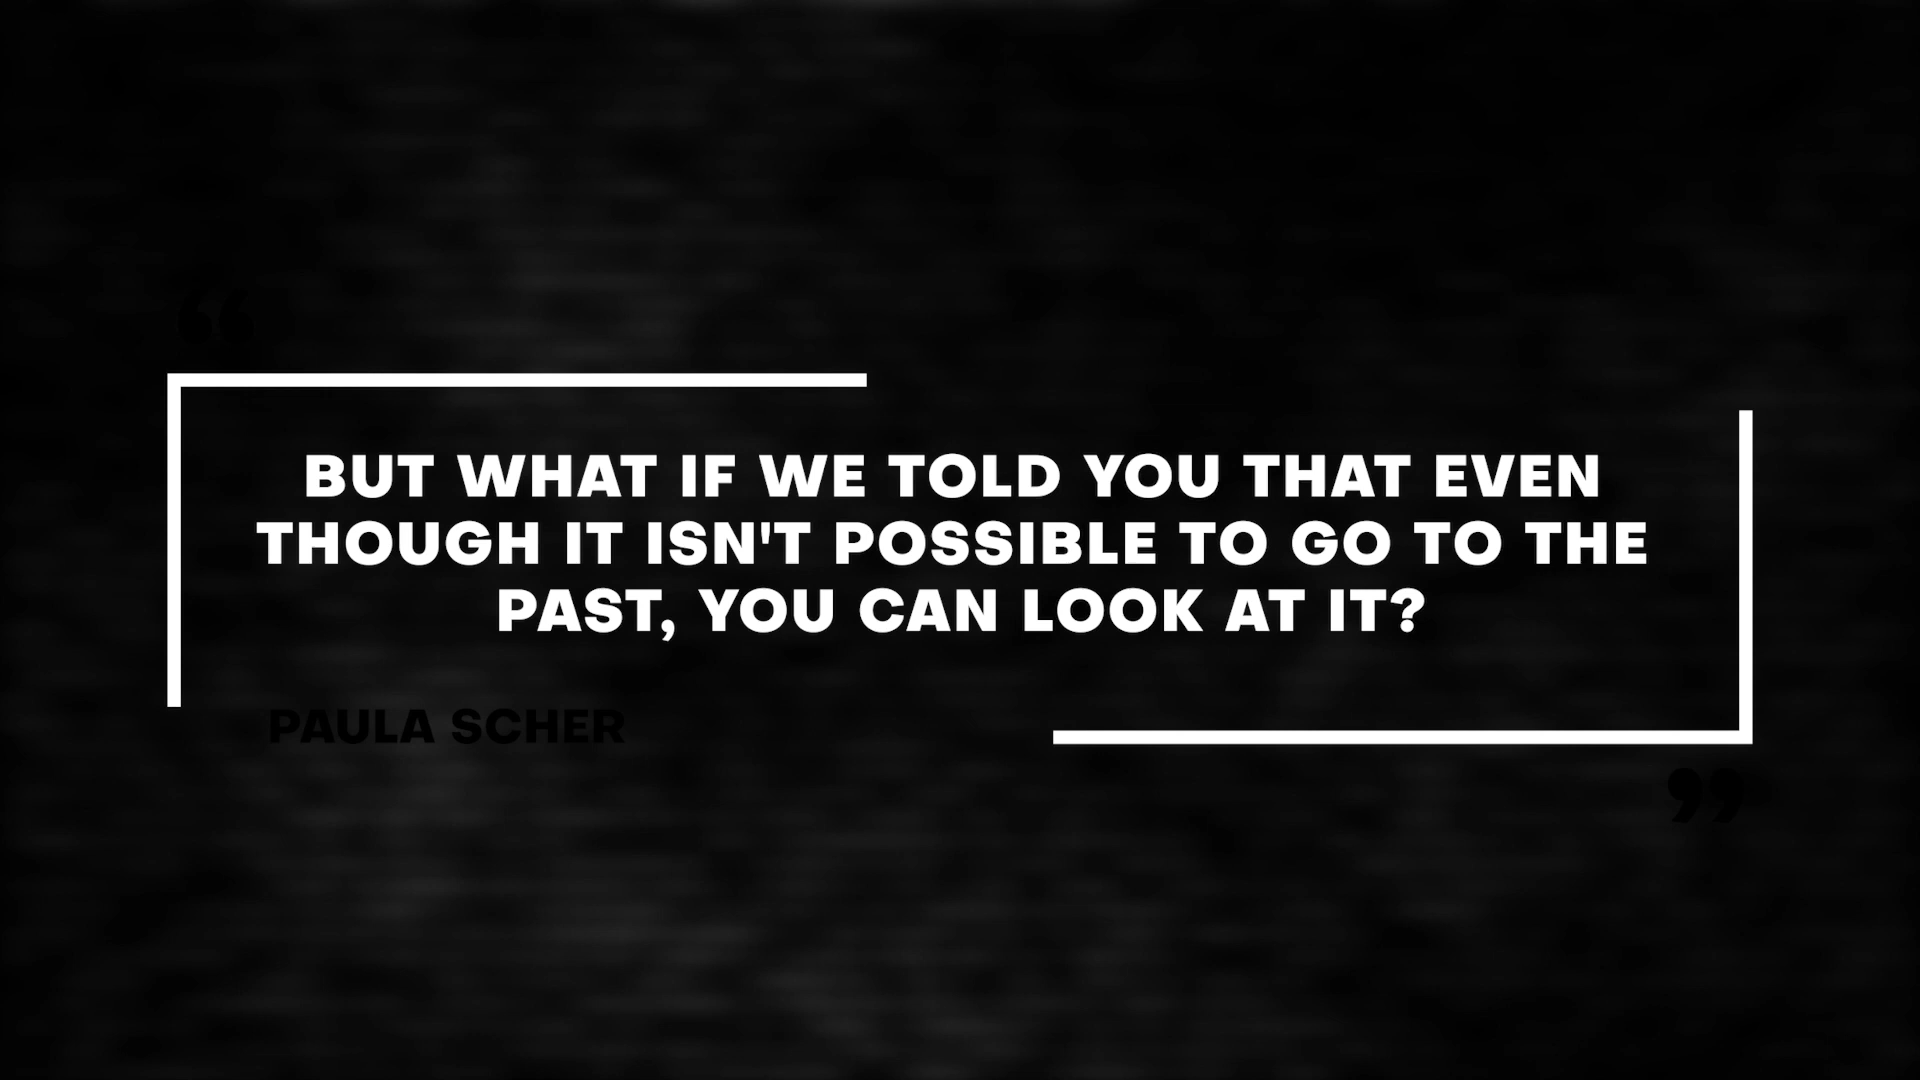 “
BUT WHAT IF WE TOLD YOU THAT EVEN
THOUGH IT ISN'T POSSIBLE TO GO TO THE
PAST, YOU CAN LOOK AT IT?
PAULA SCHER
”